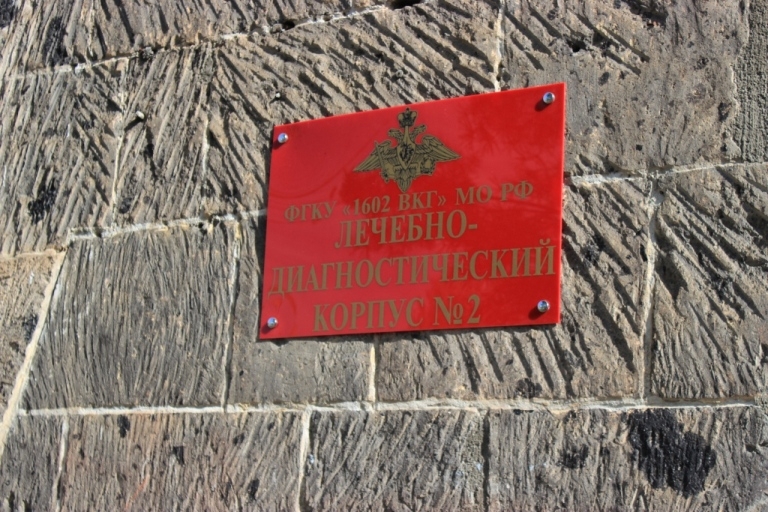 ФГКУ «1602 ВКГ» МО РФ
ЛЕЧЕБНО-
ДИАГНОСТИЧЕСКИЙ
КОРПУС №2